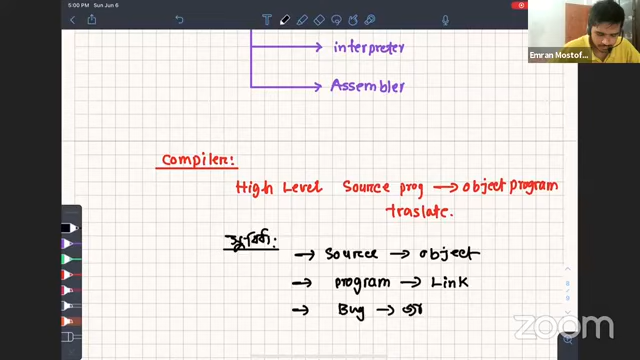 5:00 PM Sun Jun 6
interpreter
Assembler
Emran Mostof...
Compiler:
High Level Source prog → object program
traslate.
→ Source → object
→ program → Link
→ Bug →
zoom